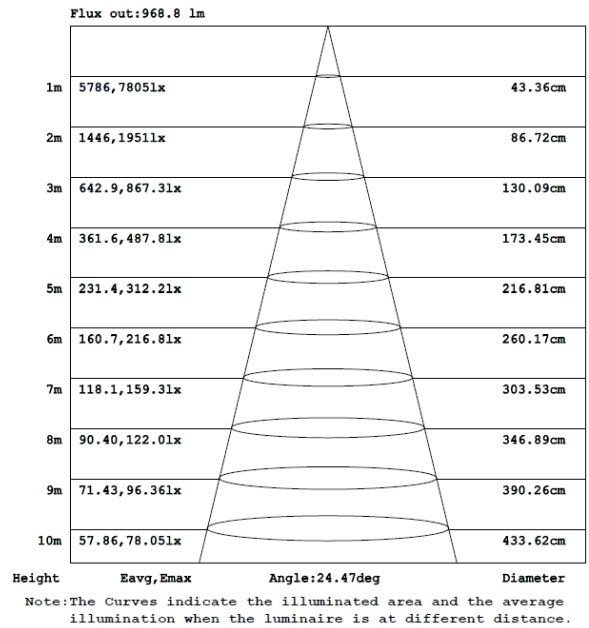 Flux out:968.8 lm
1m 5786,7805lx 43.36cm
2m 1446,1951lx 86.72cm
3m 642.9,867.3lx 130.09cm
4m 361.6,487.8lx 173.45cm
5m 231.4,312.2lx 216.81cm
6m 160.7,216.8lx 260.17cm
7m 118.1,159.3lx 303.53cm
8m 90.40,122.0lx 346.89cm
9m 71.43,96.36lx 390.26cm
10m 57.86,78.05lx 433.62cm
Height Eavg,Emax Angle:24.47deg Diameter
Note:The Curves indicate the illuminated area and the average
illumination when the luminaire is at different distance.